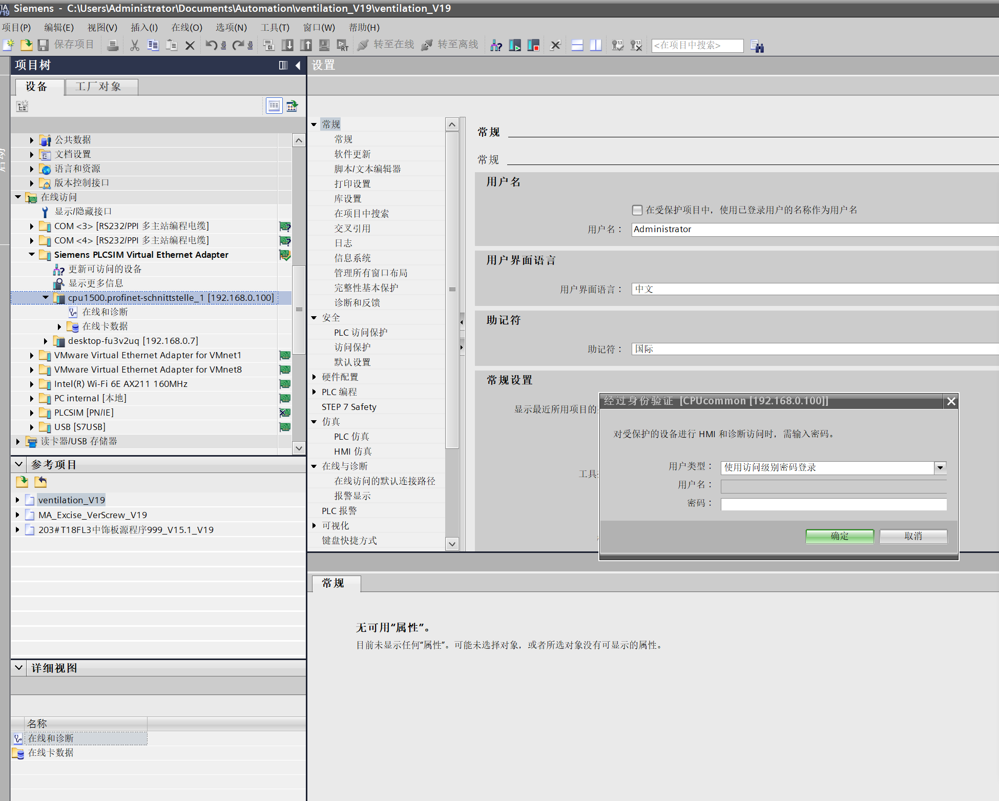 Siemens - C:\Users\Administrator\Documents\Automation\ventilation_V19\ventilation_V19
项目(P) 编辑(E) 视图(V) 插入(I) 在线(O) 选项(N) 工具(T) 窗口(W) 帮助(H)
保存项目 转至在线 转至离线 <在项目中搜索>
项目树
设备 工厂对象
公共数据
文档设置
语言和资源
版本控制接口
在线访问
显示/隐藏接口
COM <3> [RS232/PPI 多主站编程电缆]
COM <4> [RS232/PPI 多主站编程电缆]
Siemens PLCSIM Virtual Ethernet Adapter
更新可访问的设备
显示更多信息
cpu1500.profinet-schnittstelle_1 [192.168.0.100]
在线和诊断
在线卡数据
desktop-fu3v2uq [192.168.0.7]
VMware Virtual Ethernet Adapter for VMnet1
VMware Virtual Ethernet Adapter for VMnet8
Intel(R) Wi-Fi 6E AX211 160MHz
PC internal [本地]
PLCSIM [PN/IE]
USB [S7USB]
读卡器/USB 存储器
参考项目
ventilation_V19
MA_Excise_VerScrew_V19
203#T18FL3中饰板源程序999_V15.1_V19
详细视图
名称
在线和诊断
在线卡数据
设置
常规
常规
软件更新
脚本/文本编辑器
打印设置
库设置
在项目中搜索
交叉引用
日志
信息系统
管理所有窗口布局
完整性基本保护
诊断和反馈
安全
PLC 访问保护
访问保护
默认设置
硬件配置
PLC 编程
STEP 7 Safety
仿真
PLC 仿真
HMI 仿真
在线与诊断
在线访问的默认连接路径
报警显示
PLC 报警
可视化
键盘快捷方式
常规
常规
用户名
在受保护项目中，使用已登录用户的名称作为用户名
用户名： Administrator
用户界面语言
用户界面语言： 中文
助记符
助记符： 国际
常规设置
显示最近所用项目的
工具
经过身份验证 [CPUcommon [192.168.0.100]]
对受保护的设备进行 HMI 和诊断访问时，需输入密码。
用户类型： 使用访问级别密码登录
用户名：
密码：
确定 取消
常规
无可用“属性”。
目前未显示任何“属性”。可能未选择对象，或者所选对象没有可显示的属性。